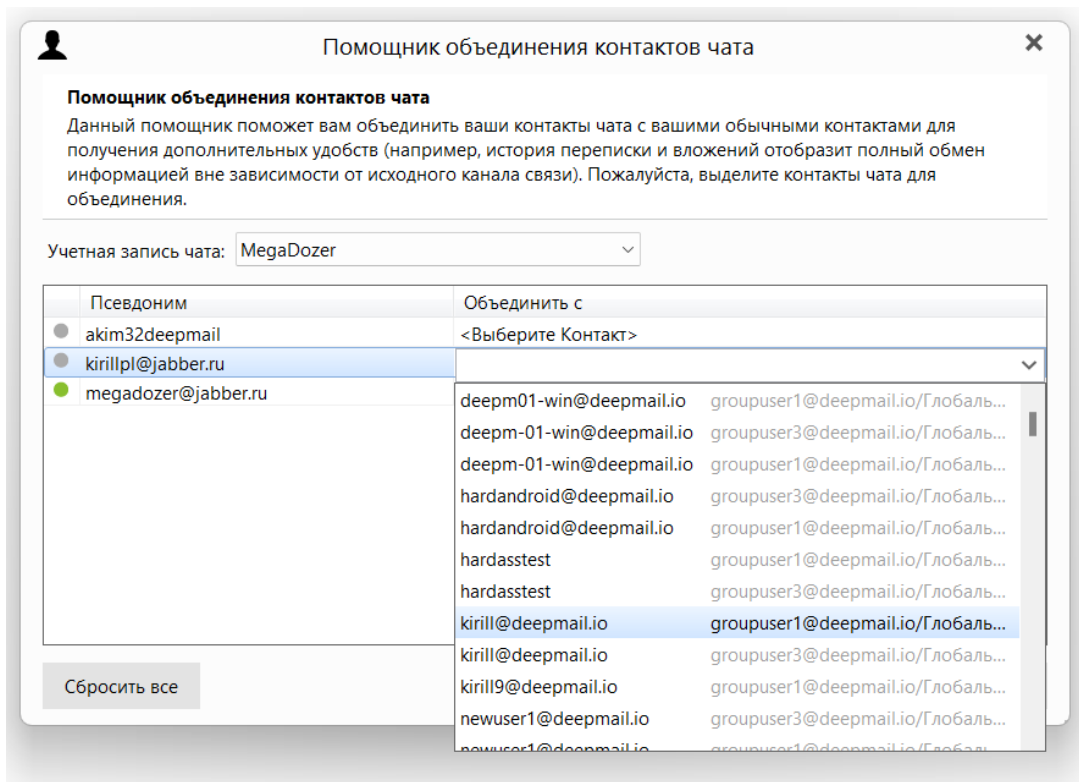 Помощник объединения контактов чата
Помощник объединения контактов чата
Данный помощник поможет вам объединить ваши контакты чата с вашими обычными контактами для
получения дополнительных удобств (например, история переписки и вложений отобразит полный обмен
информацией вне зависимости от исходного канала связи). Пожалуйста, выделите контакты чата для
объединения.
Учетная запись чата: MegaDozer
Псевдоним Объединить с
akim32deepmail <Выберите Контакт>
kirillpl@jabber.ru
megadozer@jabber.ru
deepm01-win@deepmail.io groupuser1@deepmail.io/Глобаль...
deepm-01-win@deepmail.io groupuser3@deepmail.io/Глобаль...
deepm-01-win@deepmail.io groupuser1@deepmail.io/Глобаль...
hardandroid@deepmail.io groupuser3@deepmail.io/Глобаль...
hardandroid@deepmail.io groupuser1@deepmail.io/Глобаль...
hardasstest groupuser1@deepmail.io/Глобаль...
hardasstest groupuser3@deepmail.io/Глобаль...
kirill@deepmail.io groupuser1@deepmail.io/Глобаль...
kirill@deepmail.io groupuser3@deepmail.io/Глобаль...
kirill9@deepmail.io groupuser1@deepmail.io/Глобаль...
newuser1@deepmail.io groupuser3@deepmail.io/Глобаль...
newuser1@deepmail.io groupuser1@deepmail.io/Глобаль...
Сбросить все